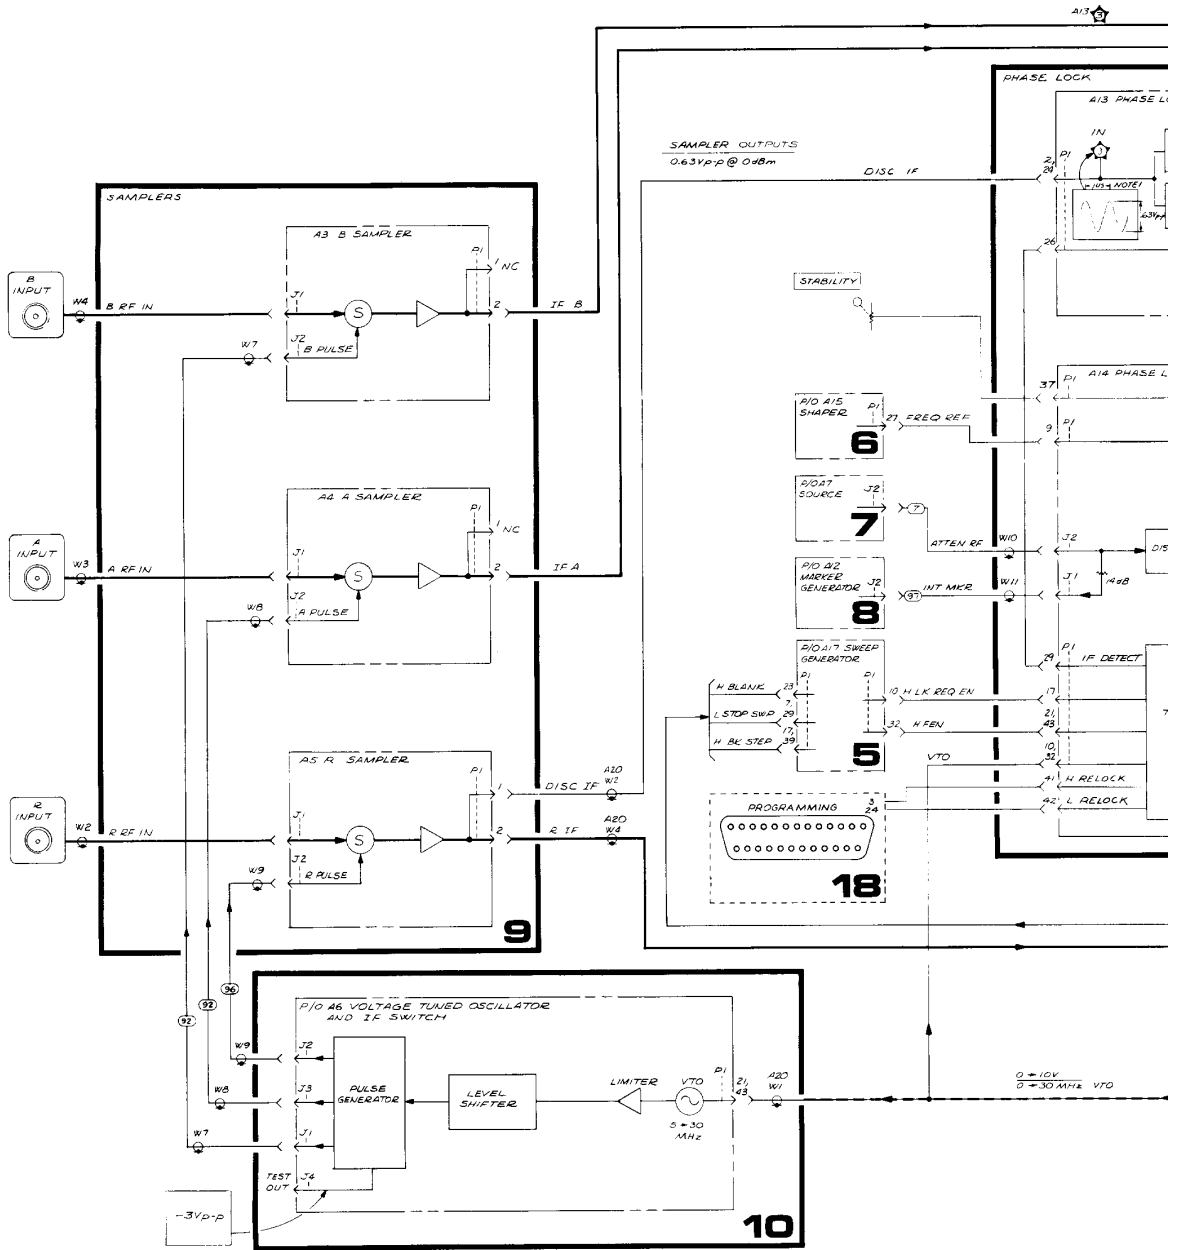 A13 3
PHASE LOCK
A13 PHASE L
IN
1
P1
2,
24
1US NOTE 1
.63Vp-p
26
SAMPLER OUTPUTS
0.63Vp-p @ 0dBm
DISC IF
SAMPLERS
A3 B SAMPLER
P1
1 NC
B
INPUT
W4
B RF IN
J1
S
2
IF B
J2
W7
B PULSE
STABILITY
A14 PHASE L
37
P1
P/O A15
SHAPER
P1
27
FREQ REF
9
P1
6
A4 A SAMPLER
P1
1 NC
P/O A7
SOURCE
J2
7
7
ATTEN RF
W10
J2
DIS
A
INPUT
W3
A RF IN
J1
S
2
IF A
J2
W8
A PULSE
P/O A12
MARKER
GENERATOR
J2
97
INT MKR
W11
J1
14dB
8
P/O A17 SWEEP
GENERATOR
P1
P1
29
P1
IF DETECT
H BLANK
23
10
H LK REQ EN
17
L STOP SWP
7,
29
21,
43
H BK STEP
17,
39
32
H FEN
5
VTO
10,
32
41
H RELOCK
42
L RELOCK
A5 R SAMPLER
P1
1
DISC IF
A20
W2
R
INPUT
W2
R RF IN
J1
S
2
R IF
A20
W4
J2
W9
R PULSE
PROGRAMMING
3
24
18
9
96
92
92
P/O A6 VOLTAGE TUNED OSCILLATOR
AND IF SWITCH
W9
J2
PULSE
GENERATOR
LEVEL
SHIFTER
LIMITER
VTO
P1
21,
43
A20
W1
0→10V
0→30 MHz VTO
5→30
MHz
W8
J3
W7
J1
TEST
OUT
J4
-3Vp-p
10